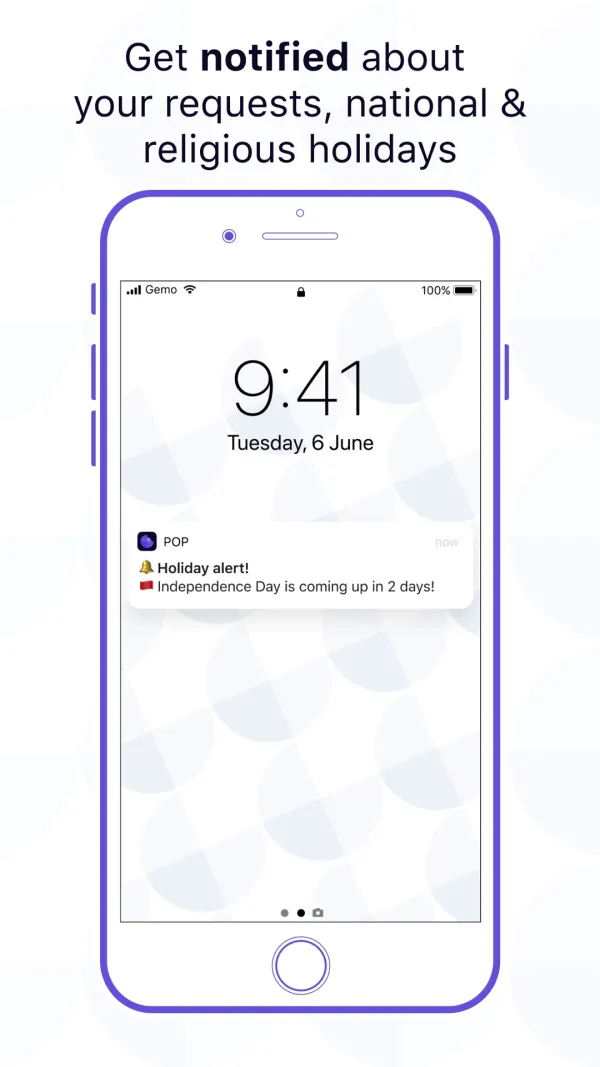 Get notified about
your requests, national &
religious holidays
Gemo 100%
9:41
Tuesday, 6 June
POP now
Holiday alert!
Independence Day is coming up in 2 days!